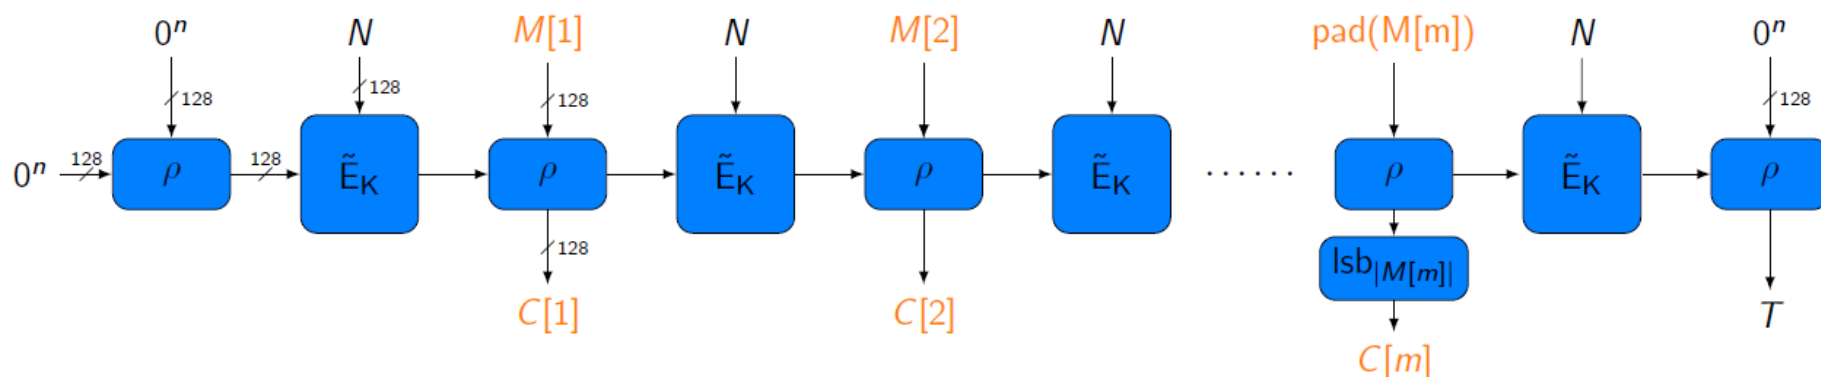 0ⁿ N M[1] N M[2] N pad(M[m]) N 0ⁿ
128 128 128 128
0ⁿ 128 ρ 128 Ẽ_K ρ Ẽ_K ρ Ẽ_K ...... ρ Ẽ_K ρ
128 lsb_|M[m]|
C[1] C[2] T
C[m]